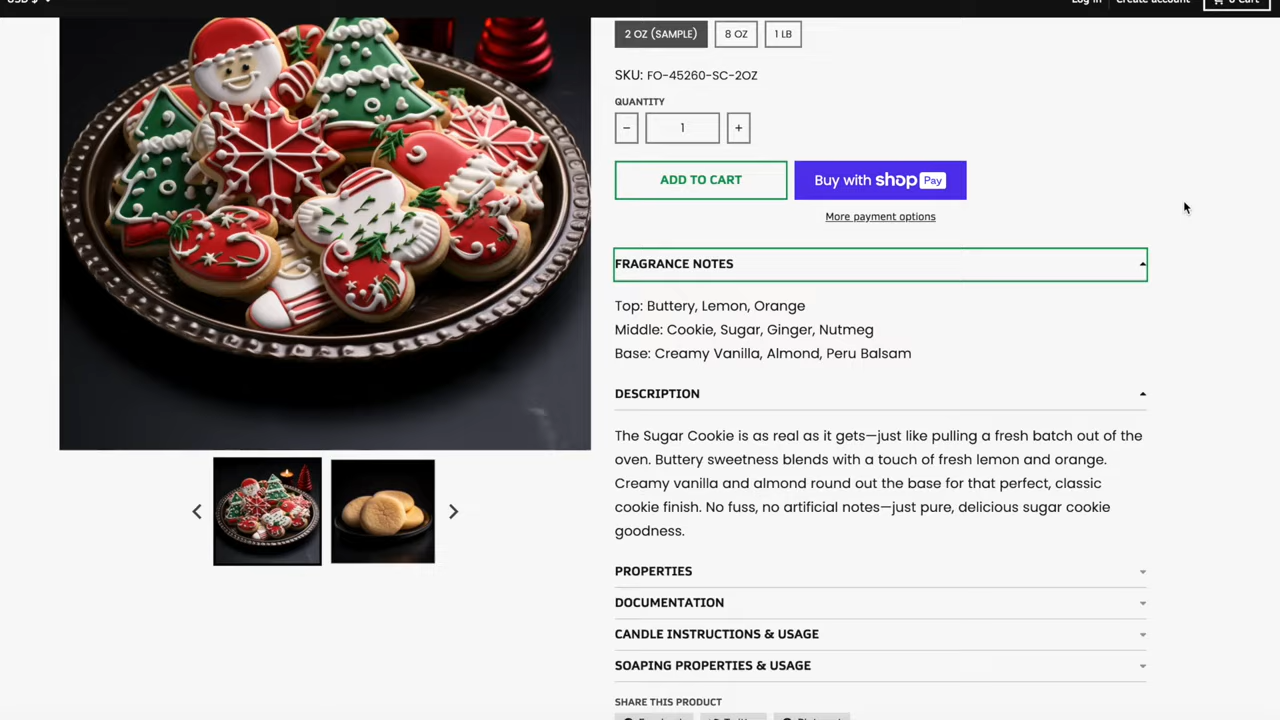 USD $
Log in Create account 0 Cart
2 OZ (SAMPLE) 8 OZ 1 LB
SKU: FO-45260-SC-2OZ
QUANTITY
− 1 +
ADD TO CART Buy with shop Pay
More payment options
FRAGRANCE NOTES
Top: Buttery, Lemon, Orange
Middle: Cookie, Sugar, Ginger, Nutmeg
Base: Creamy Vanilla, Almond, Peru Balsam
DESCRIPTION
The Sugar Cookie is as real as it gets—just like pulling a fresh batch out of the
oven. Buttery sweetness blends with a touch of fresh lemon and orange.
Creamy vanilla and almond round out the base for that perfect, classic
cookie finish. No fuss, no artificial notes—just pure, delicious sugar cookie
goodness.
PROPERTIES
DOCUMENTATION
CANDLE INSTRUCTIONS & USAGE
SOAPING PROPERTIES & USAGE
SHARE THIS PRODUCT
Facebook Twitter Pinterest